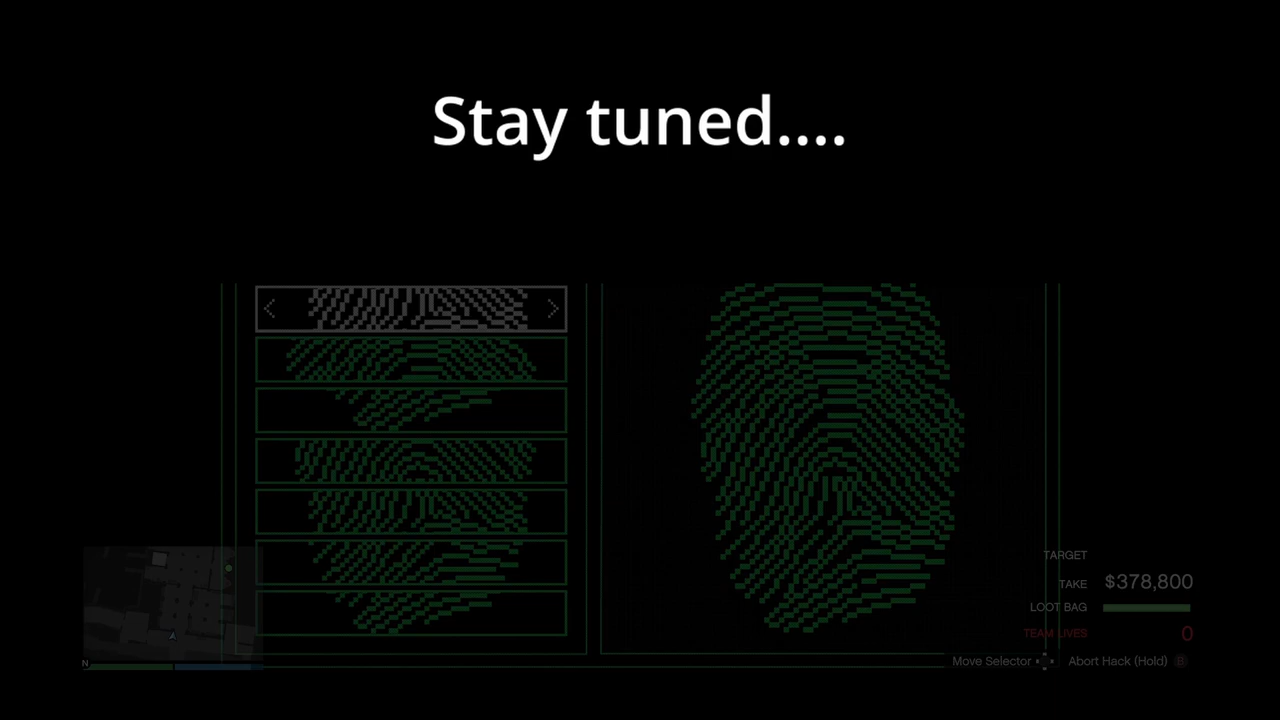 Stay tuned....
TARGET
TAKE $378,800
LOOT BAG
TEAM LIVES 0
N
Move Selector Abort Hack (Hold) B